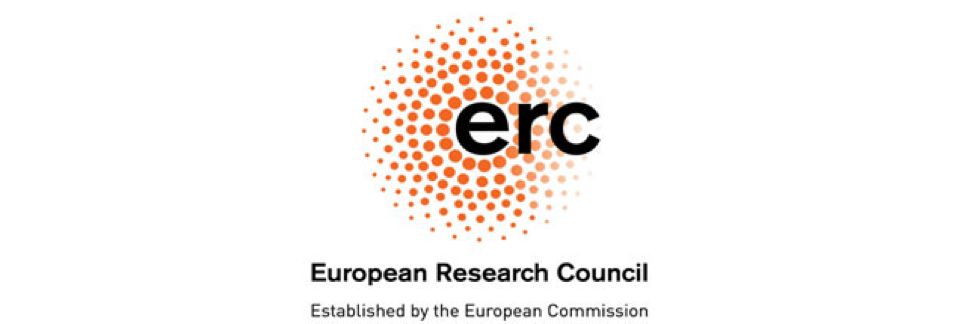 erc
European Research Council
Established by the European Commission